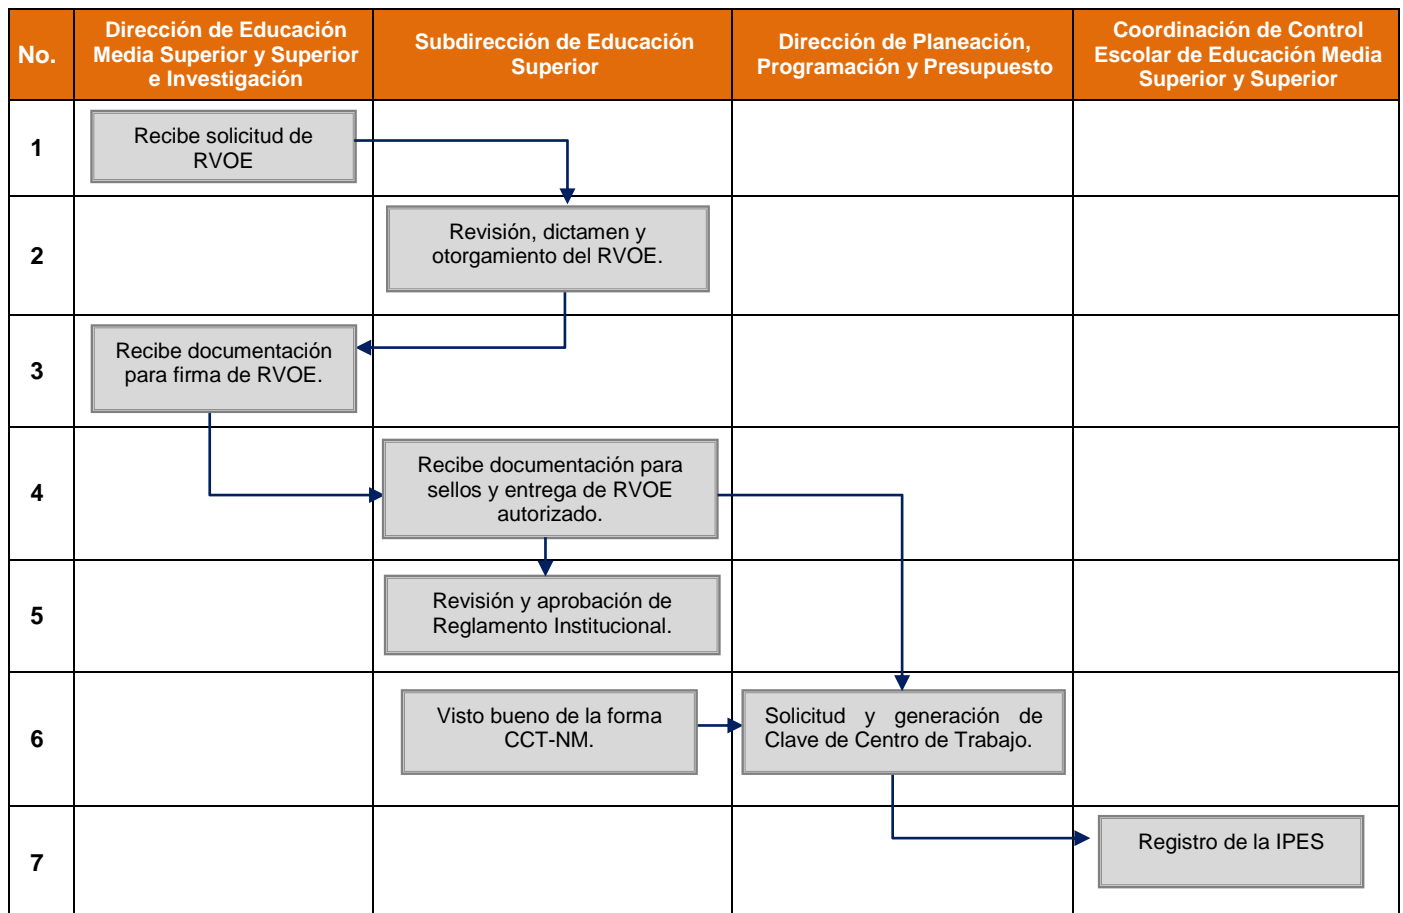 No.
Dirección de Educación
Media Superior y Superior
e Investigación
Subdirección de Educación
Superior
Dirección de Planeación,
Programación y Presupuesto
Coordinación de Control
Escolar de Educación Media
Superior y Superior
1
Recibe solicitud de
RVOE
2
Revisión, dictamen y
otorgamiento del RVOE.
3
Recibe documentación
para firma de RVOE.
4
Recibe documentación para
sellos y entrega de RVOE
autorizado.
5
Revisión y aprobación de
Reglamento Institucional.
6
Visto bueno de la forma
CCT-NM.
Solicitud y generación de
Clave de Centro de Trabajo.
7
Registro de la IPES